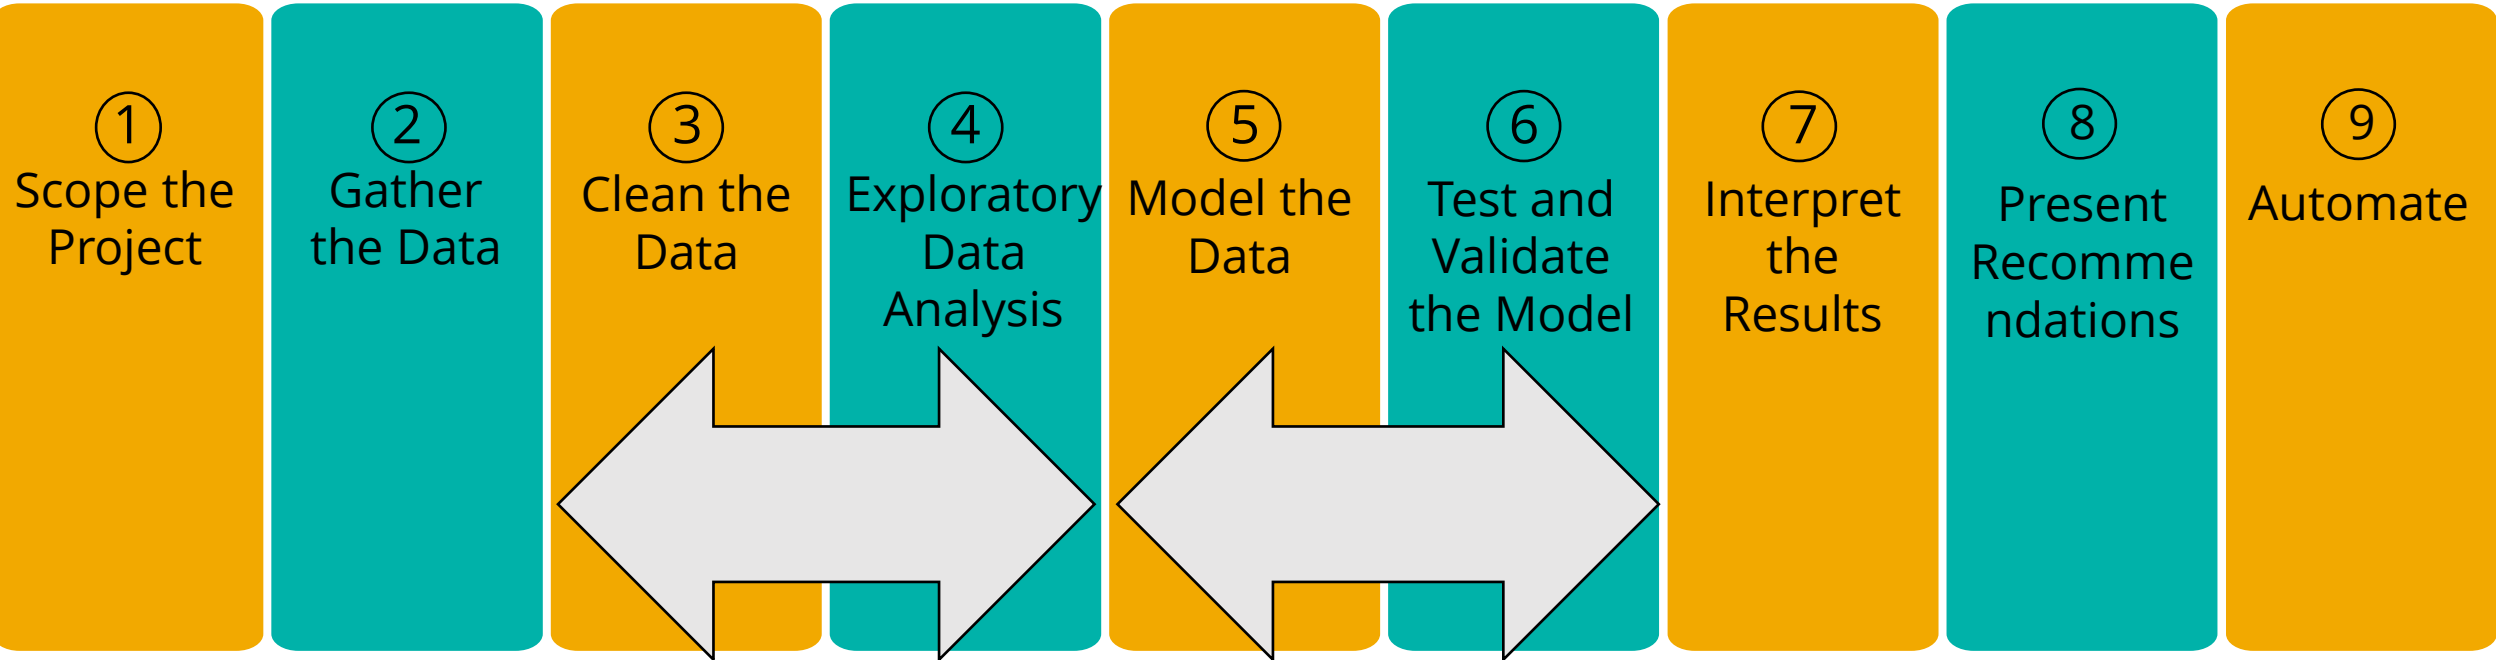 1
Scope the
Project
2
Gather
the Data
3
Clean the
Data
4
Exploratory
Data
Analysis
5
Model the
Data
6
Test and
Validate
the Model
7
Interpret
the
Results
8
Present
Recomme
ndations
9
Automate